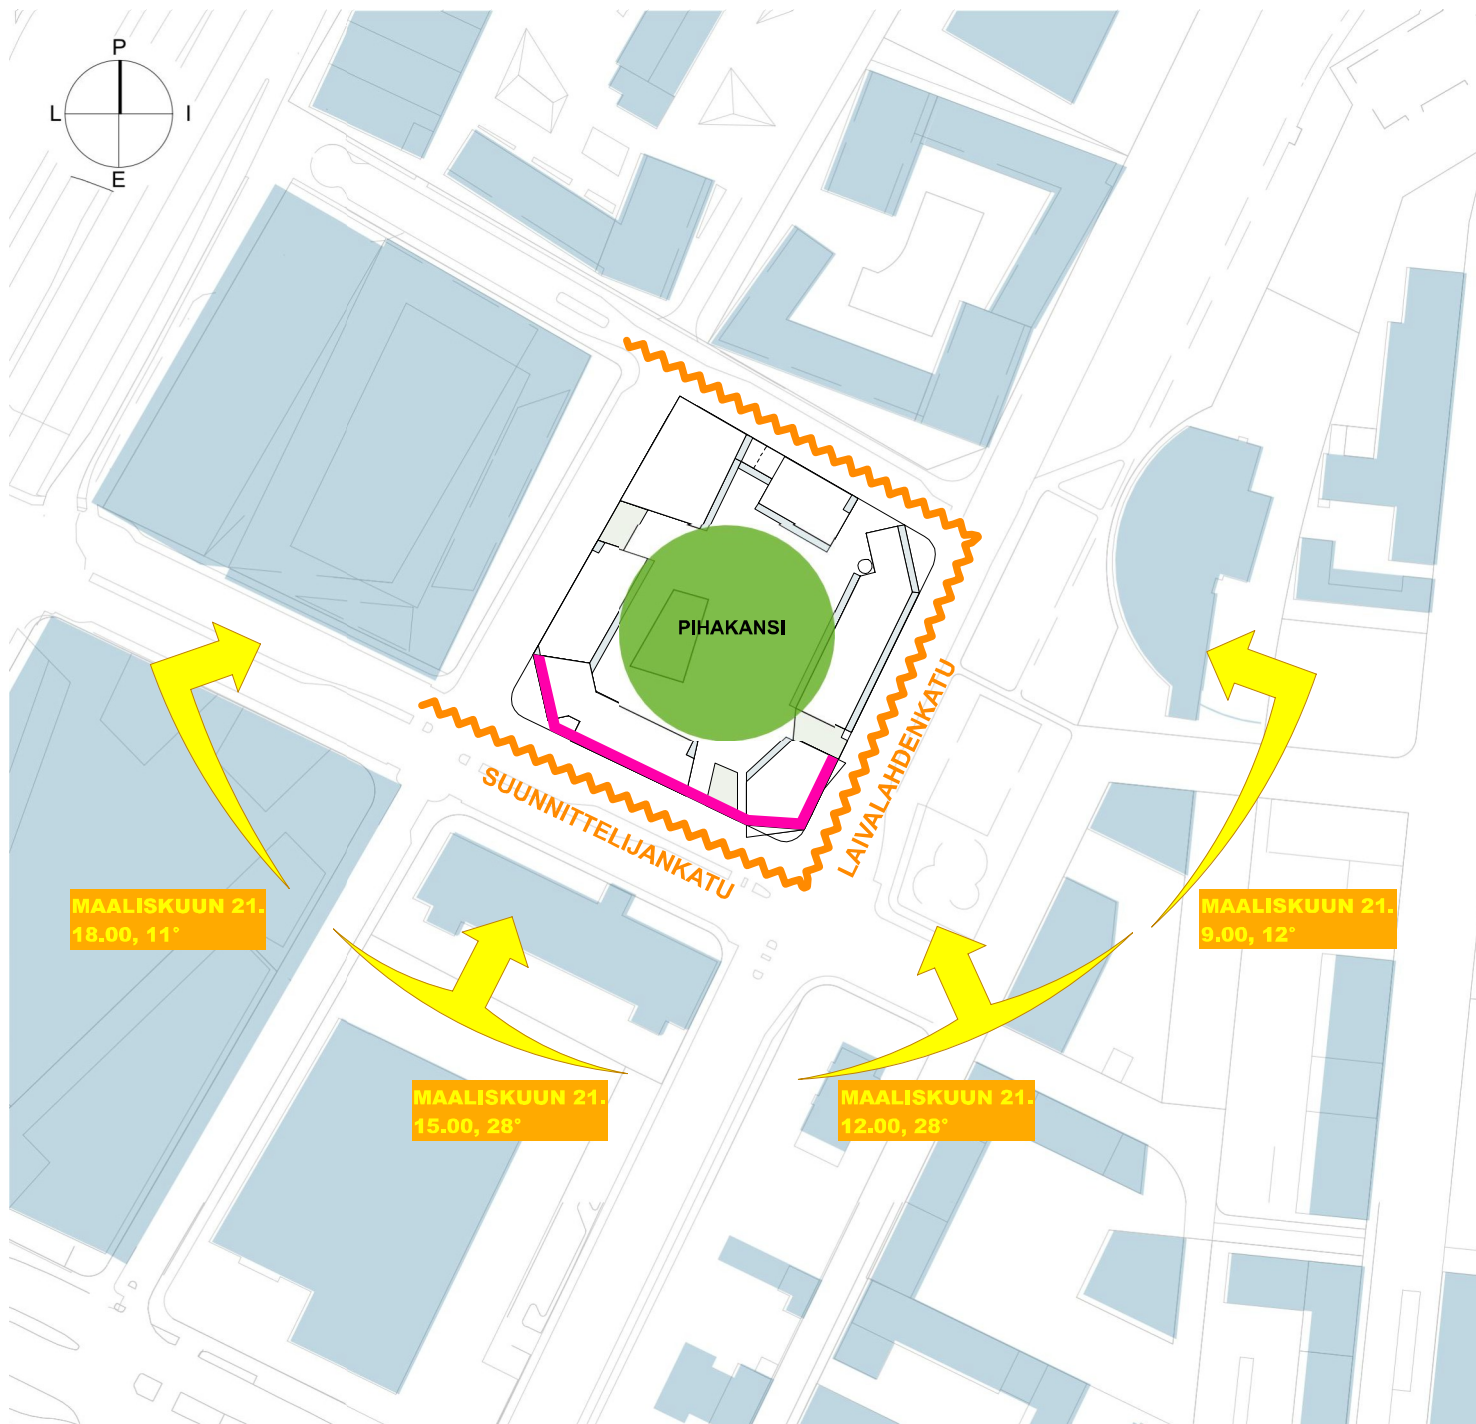 P
L
I
E
PIHAKANSI
SUUNNITTELIJANKATU
LAIVALAHDENKATU
MAALISKUUN 21.
18.00, 11°
MAALISKUUN 21.
9.00, 12°
MAALISKUUN 21.
15.00, 28°
MAALISKUUN 21.
12.00, 28°